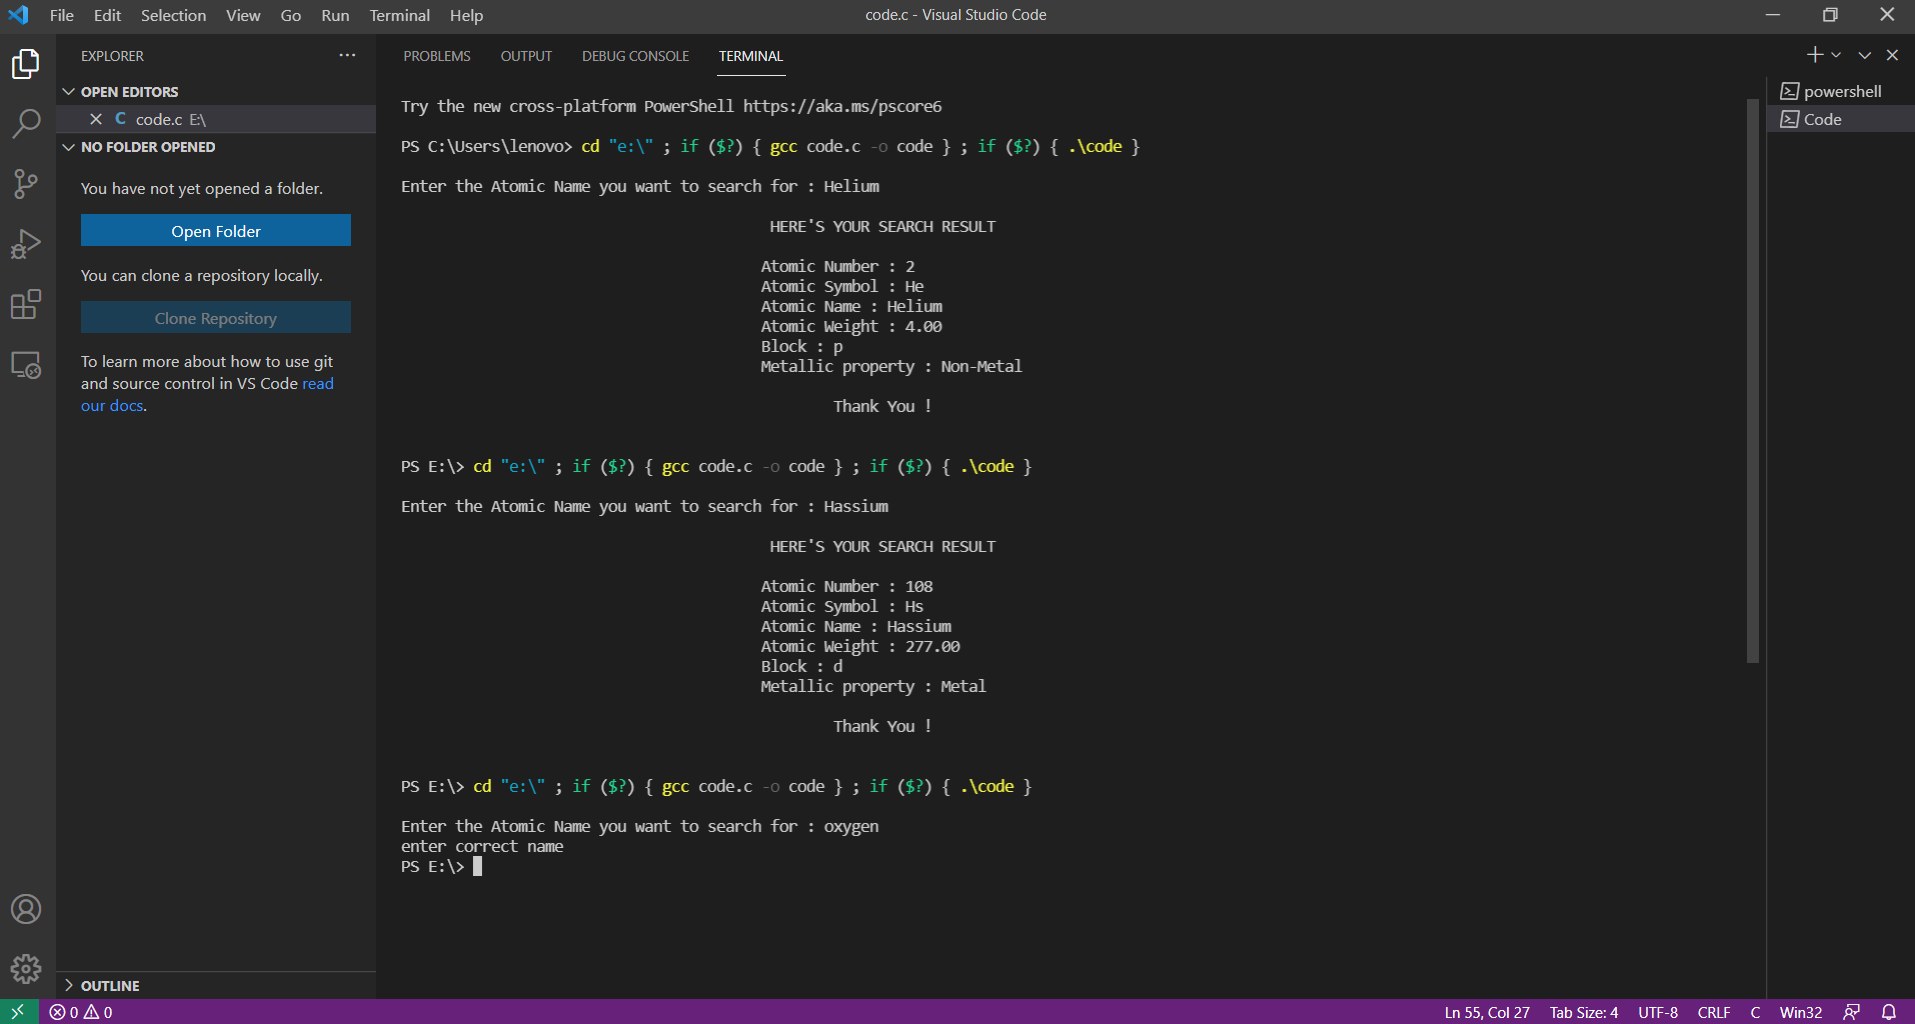 File Edit Selection View Go Run Terminal Help
code.c - Visual Studio Code
EXPLORER
OPEN EDITORS
C code.c E:\
NO FOLDER OPENED
You have not yet opened a folder.
Open Folder
You can clone a repository locally.
Clone Repository
To learn more about how to use git
and source control in VS Code read
our docs.
OUTLINE
PROBLEMS OUTPUT DEBUG CONSOLE TERMINAL
Try the new cross-platform PowerShell https://aka.ms/pscore6
PS C:\Users\lenovo> cd "e:\" ; if ($?) { gcc code.c -o code } ; if ($?) { .\code }
Enter the Atomic Name you want to search for : Helium
HERE'S YOUR SEARCH RESULT
Atomic Number : 2
Atomic Symbol : He
Atomic Name : Helium
Atomic Weight : 4.00
Block : p
Metallic property : Non-Metal
Thank You !
PS E:\> cd "e:\" ; if ($?) { gcc code.c -o code } ; if ($?) { .\code }
Enter the Atomic Name you want to search for : Hassium
HERE'S YOUR SEARCH RESULT
Atomic Number : 108
Atomic Symbol : Hs
Atomic Name : Hassium
Atomic Weight : 277.00
Block : d
Metallic property : Metal
Thank You !
PS E:\> cd "e:\" ; if ($?) { gcc code.c -o code } ; if ($?) { .\code }
Enter the Atomic Name you want to search for : oxygen
enter correct name
PS E:\>
powershell
Code
0 0
Ln 55, Col 27 Tab Size: 4 UTF-8 CRLF C Win32